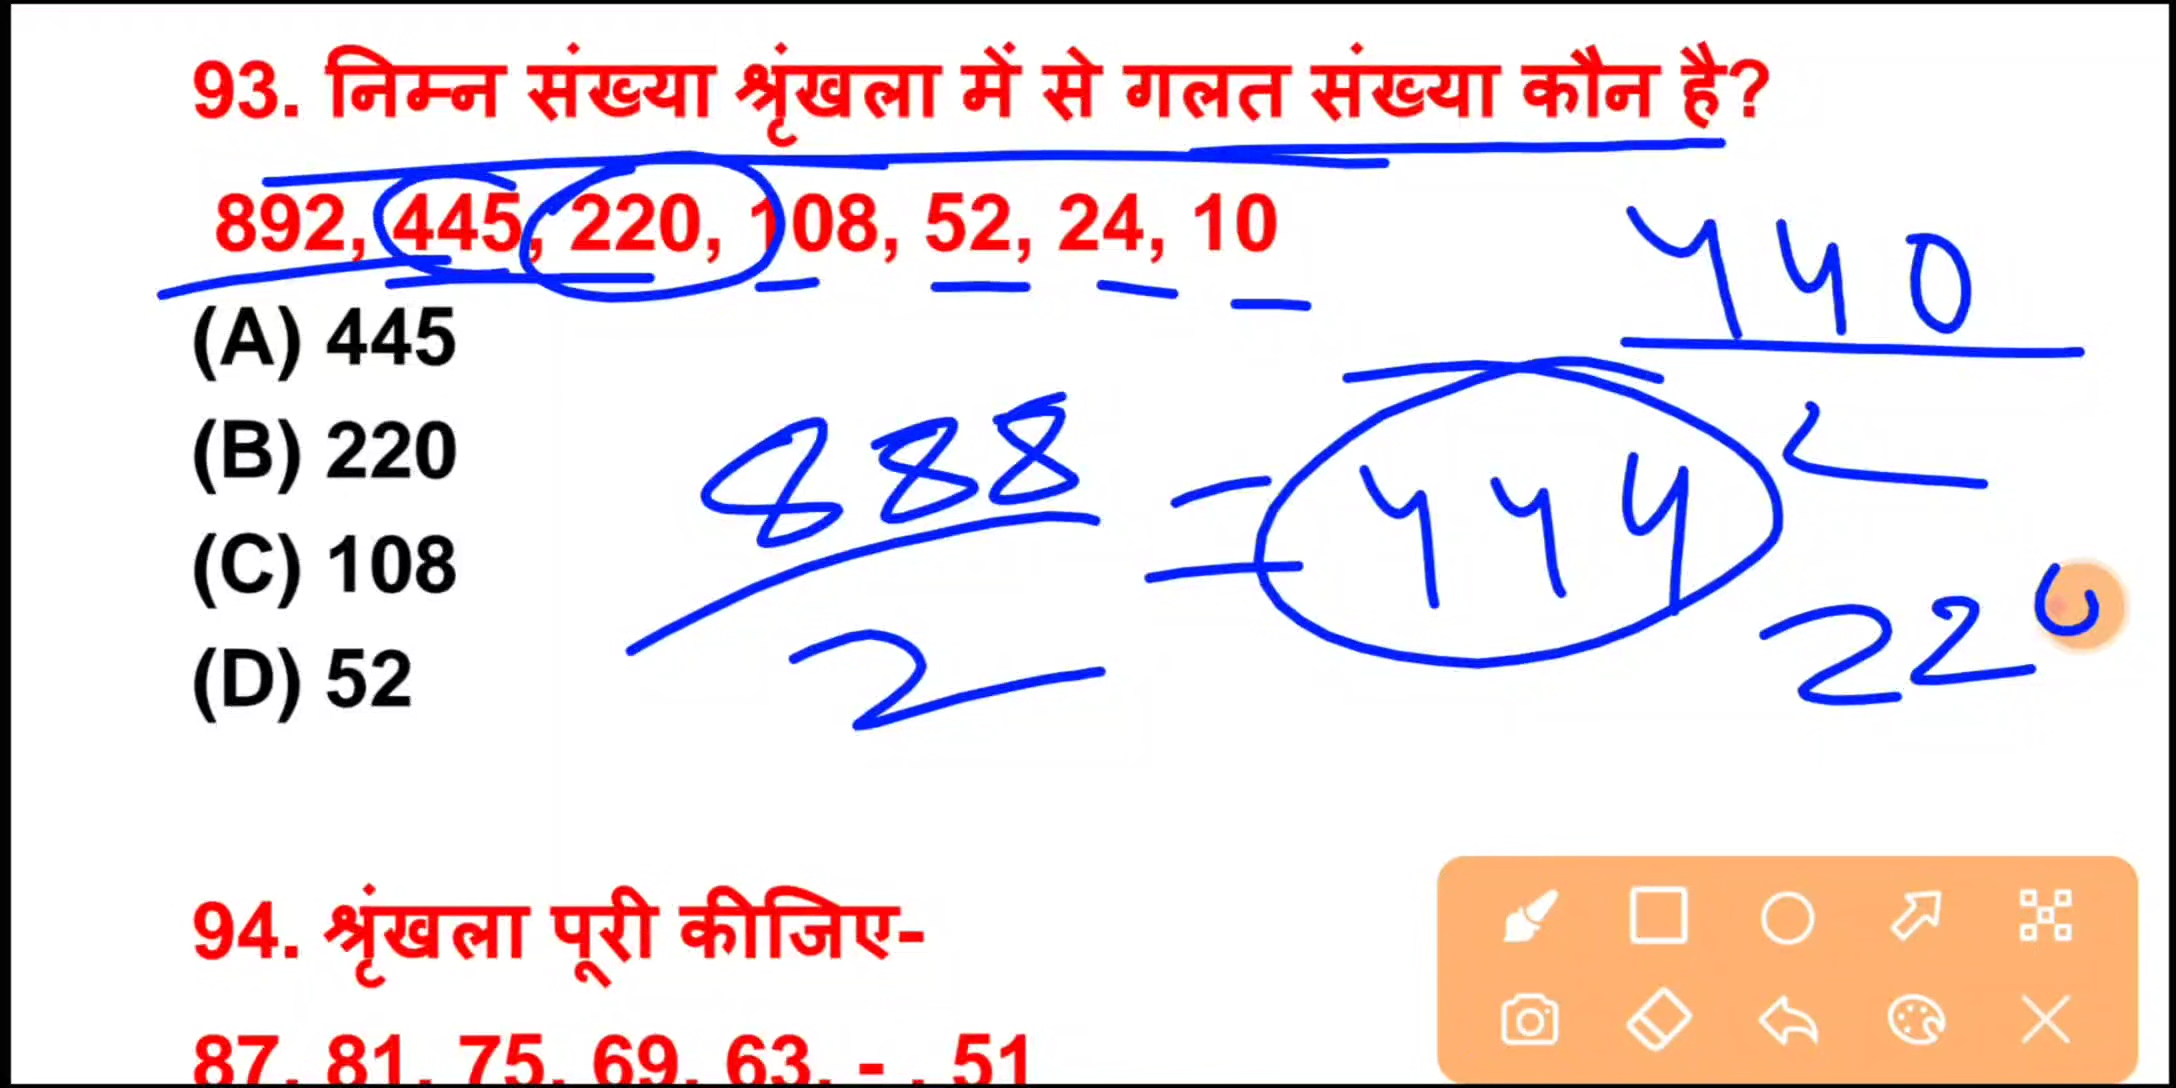 93. निम्न संख्या श्रृंखला में से गलत संख्या कौन है?
892, 445, 220, 108, 52, 24, 10
440
(A) 445
(B) 220
888
= 444
(C) 108
2
220
(D) 52
94. श्रृंखला पूरी कीजिए-
87, 81, 75, 69, 63, - , 51